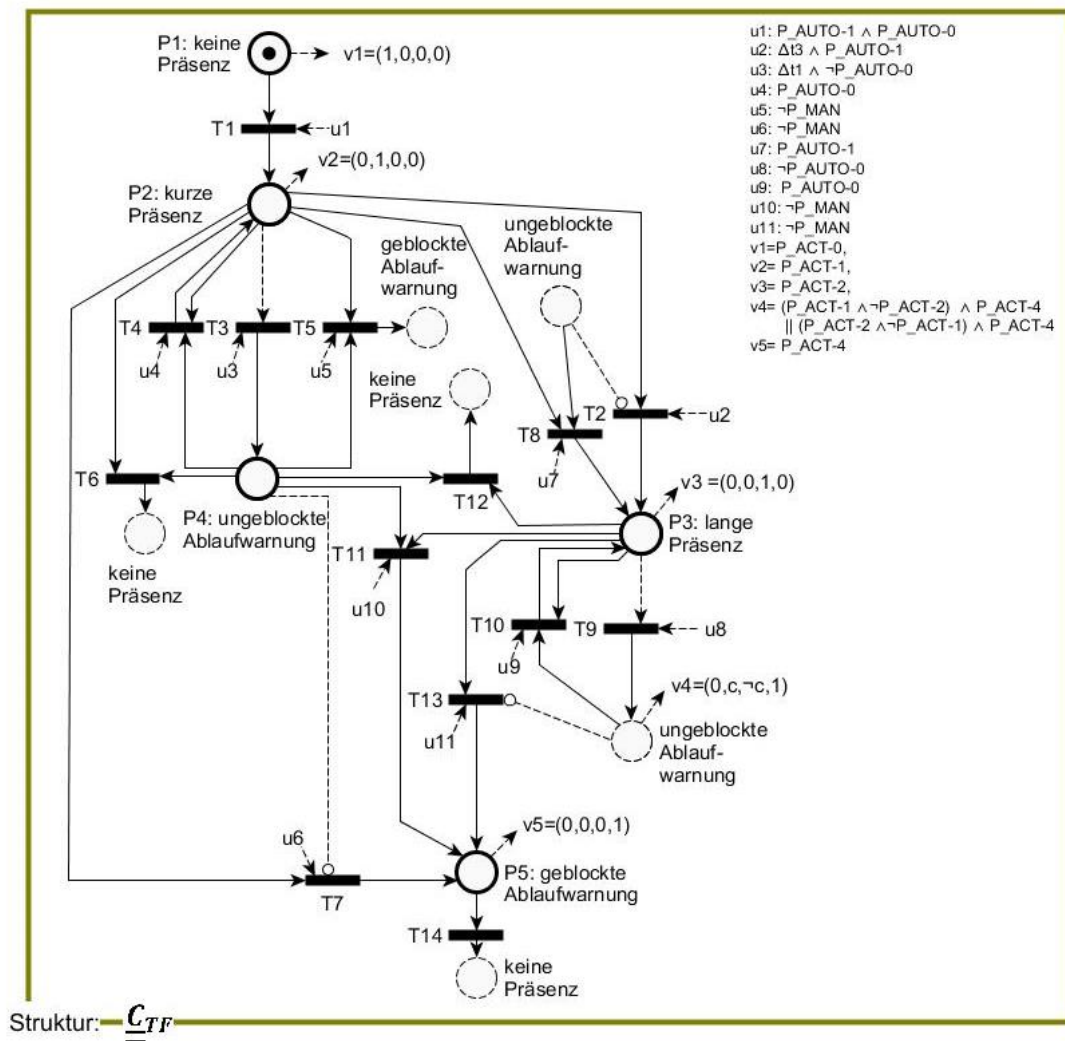 P1: keine
Präsenz
v1=(1,0,0,0)
T1
u1
v2=(0,1,0,0)
P2: kurze
Präsenz
u1: P_AUTO-1 ∧ P_AUTO-0
u2: Δt3 ∧ P_AUTO-1
u3: Δt1 ∧ ¬P_AUTO-0
u4: P_AUTO-0
u5: ¬P_MAN
u6: ¬P_MAN
u7: P_AUTO-1
u8: ¬P_AUTO-0
u9: P_AUTO-0
u10: ¬P_MAN
u11: ¬P_MAN
v1=P_ACT-0,
v2= P_ACT-1,
v3= P_ACT-2,
v4= (P_ACT-1 ∧¬P_ACT-2) ∧ P_ACT-4
|| (P_ACT-2 ∧¬P_ACT-1) ∧ P_ACT-4
v5= P_ACT-4
ungeblockte
Ablauf-
warnung
geblockte
Ablauf-
warnung
T4
T3
T5
u4
u3
u5
keine
Präsenz
T2
u2
T8
u7
T6
T12
v3 =(0,0,1,0)
P3: lange
Präsenz
P4: ungeblockte
Ablaufwarnung
keine
Präsenz
T11
u10
T10
T9
u8
u9
v4=(0,c,¬c,1)
T13
u11
ungeblockte
Ablauf-
warnung
v5=(0,0,0,1)
u6
P5: geblockte
Ablaufwarnung
T7
T14
keine
Präsenz
Struktur: C_TF